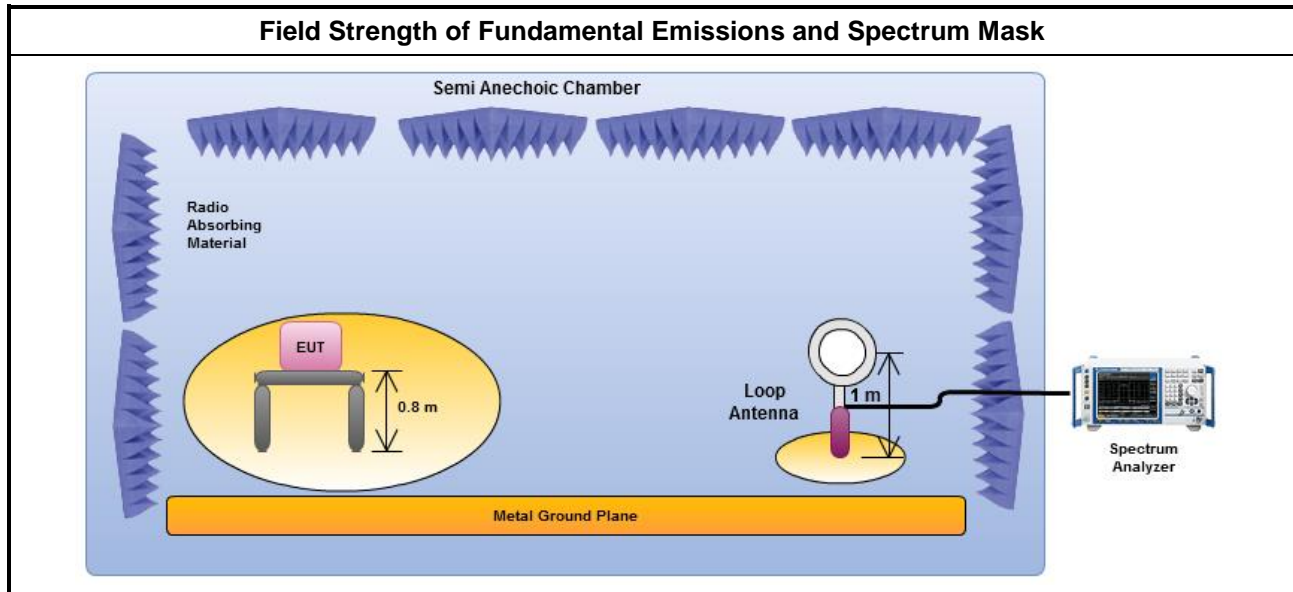 Field Strength of Fundamental Emissions and Spectrum Mask
Semi Anechoic Chamber
Radio
Absorbing
Material
EUT
0.8 m
Loop
Antenna
1 m
Spectrum
Analyzer
Metal Ground Plane